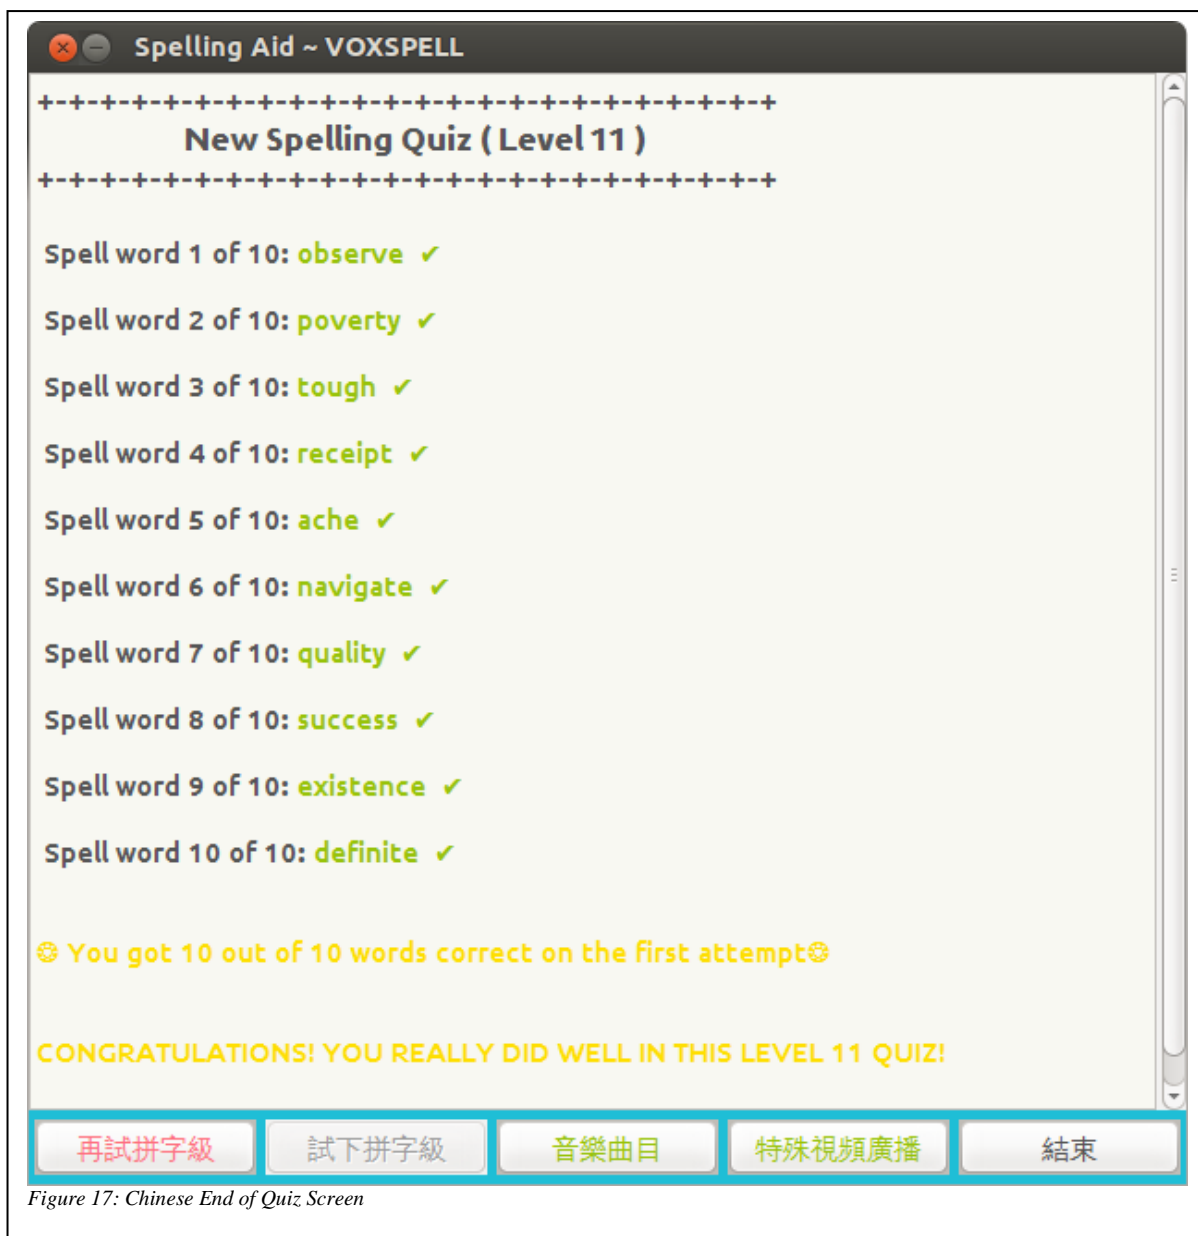 Spelling Aid ~ VOXSPELL
+-+-+-+-+-+-+-+-+-+-+-+-+-+-+-+-+-+-+-+-+-+-+-+
New Spelling Quiz ( Level 11 )
+-+-+-+-+-+-+-+-+-+-+-+-+-+-+-+-+-+-+-+-+-+-+-+
Spell word 1 of 10: observe ✔
Spell word 2 of 10: poverty ✔
Spell word 3 of 10: tough ✔
Spell word 4 of 10: receipt ✔
Spell word 5 of 10: ache ✔
Spell word 6 of 10: navigate ✔
Spell word 7 of 10: quality ✔
Spell word 8 of 10: success ✔
Spell word 9 of 10: existence ✔
Spell word 10 of 10: definite ✔
❂ You got 10 out of 10 words correct on the first attempt❂
CONGRATULATIONS! YOU REALLY DID WELL IN THIS LEVEL 11 QUIZ!
再試拼字級 試下拼字級 音樂曲目 特殊視頻廣播 結束
Figure 17: Chinese End of Quiz Screen